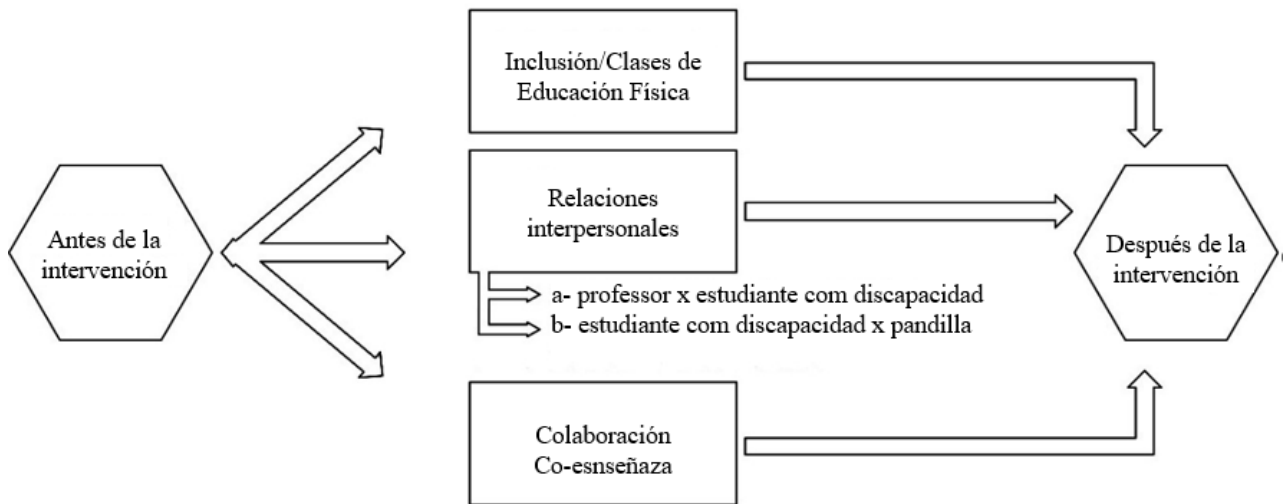 Inclusión/Clases de
Educación Física
Antes de la
intervención
Relaciones
interpersonales
a- professor x estudiante com discapacidad
b- estudiante com discapacidad x pandilla
Después de la
intervención
Colaboración
Co-esnseñaza